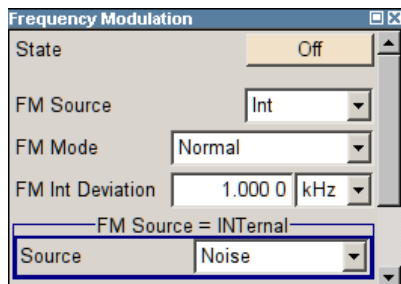 Frequency Modulation
State Off
FM Source Int
FM Mode Normal
FM Int Deviation 1.000 0 kHz
FM Source = INTernal
Source Noise